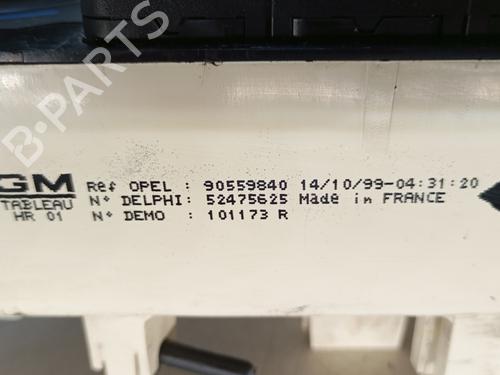 B-PARTS
GM
TABLEAU
HR 01
Ref OPEL : 90559840 14/10/99-04:31:20
N° DELPHI: 52475625 Made in FRANCE
N° DEMO : 101173 R